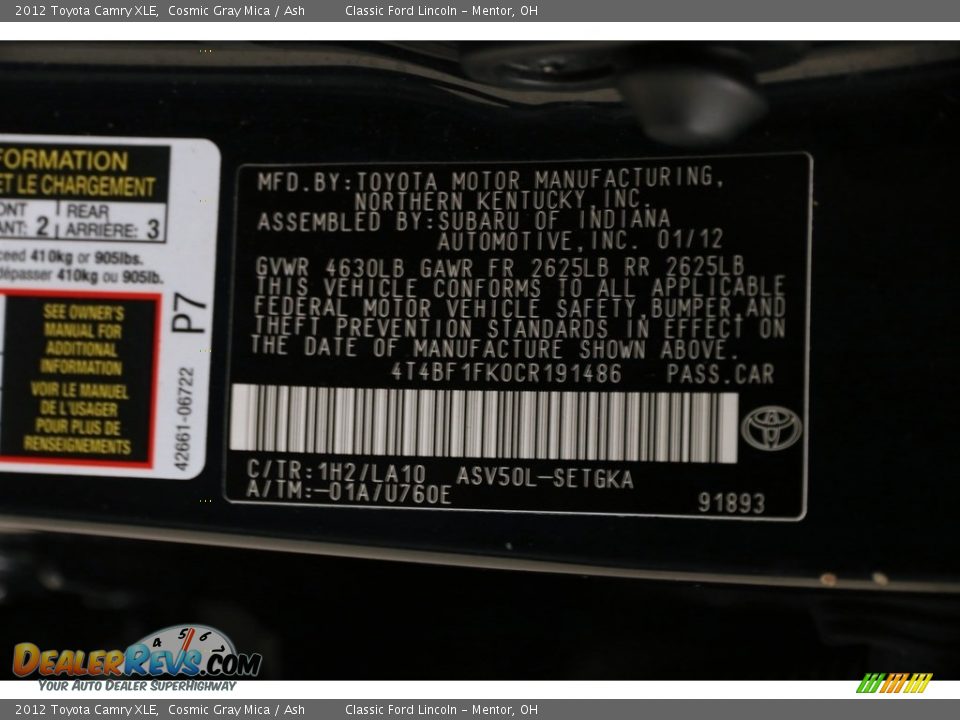 2012 Toyota Camry XLE, Cosmic Gray Mica / Ash Classic Ford Lincoln - Mentor, OH
FORMATION
ET LE CHARGEMENT
ONT REAR
ANT: 2 ARRIÈRE: 3
ceed 410kg or 905lbs.
dépasser 410kg ou 905lb.
SEE OWNER'S
MANUAL FOR
ADDITIONAL
INFORMATION
VOIR LE MANUEL
DE L'USAGER
POUR PLUS DE
RENSEIGNEMENTS
P7
42661-06722
MFD.BY:TOYOTA MOTOR MANUFACTURING,
NORTHERN KENTUCKY,INC.
ASSEMBLED BY:SUBARU OF INDIANA
AUTOMOTIVE,INC. 01/12
GVWR 4630LB GAWR FR 2625LB RR 2625LB
THIS VEHICLE CONFORMS TO ALL APPLICABLE
FEDERAL MOTOR VEHICLE SAFETY,BUMPER,AND
THEFT PREVENTION STANDARDS IN EFFECT ON
THE DATE OF MANUFACTURE SHOWN ABOVE.
4T4BF1FK0CR191486 PASS.CAR
C/TR:1H2/LA10 ASV50L-SETGKA
A/TM:-01A/U760E
91893
4 5 6
DEALERREVS.COM
YOUR AUTO DEALER SUPERHIGHWAY
2012 Toyota Camry XLE, Cosmic Gray Mica / Ash Classic Ford Lincoln - Mentor, OH